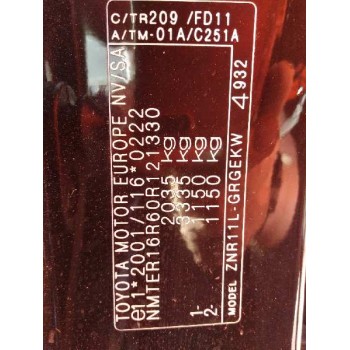 TOYOTA MOTOR EUROPE NV/SA
e11*2001/116*0222
NMTER16R60R121330
2035 kg
3335 kg
1- 1150 kg
2- 1150 kg
MODEL ZNR11L-GRGEKW 4932
C/TR209 /FD11
A/TM-01A/C251A